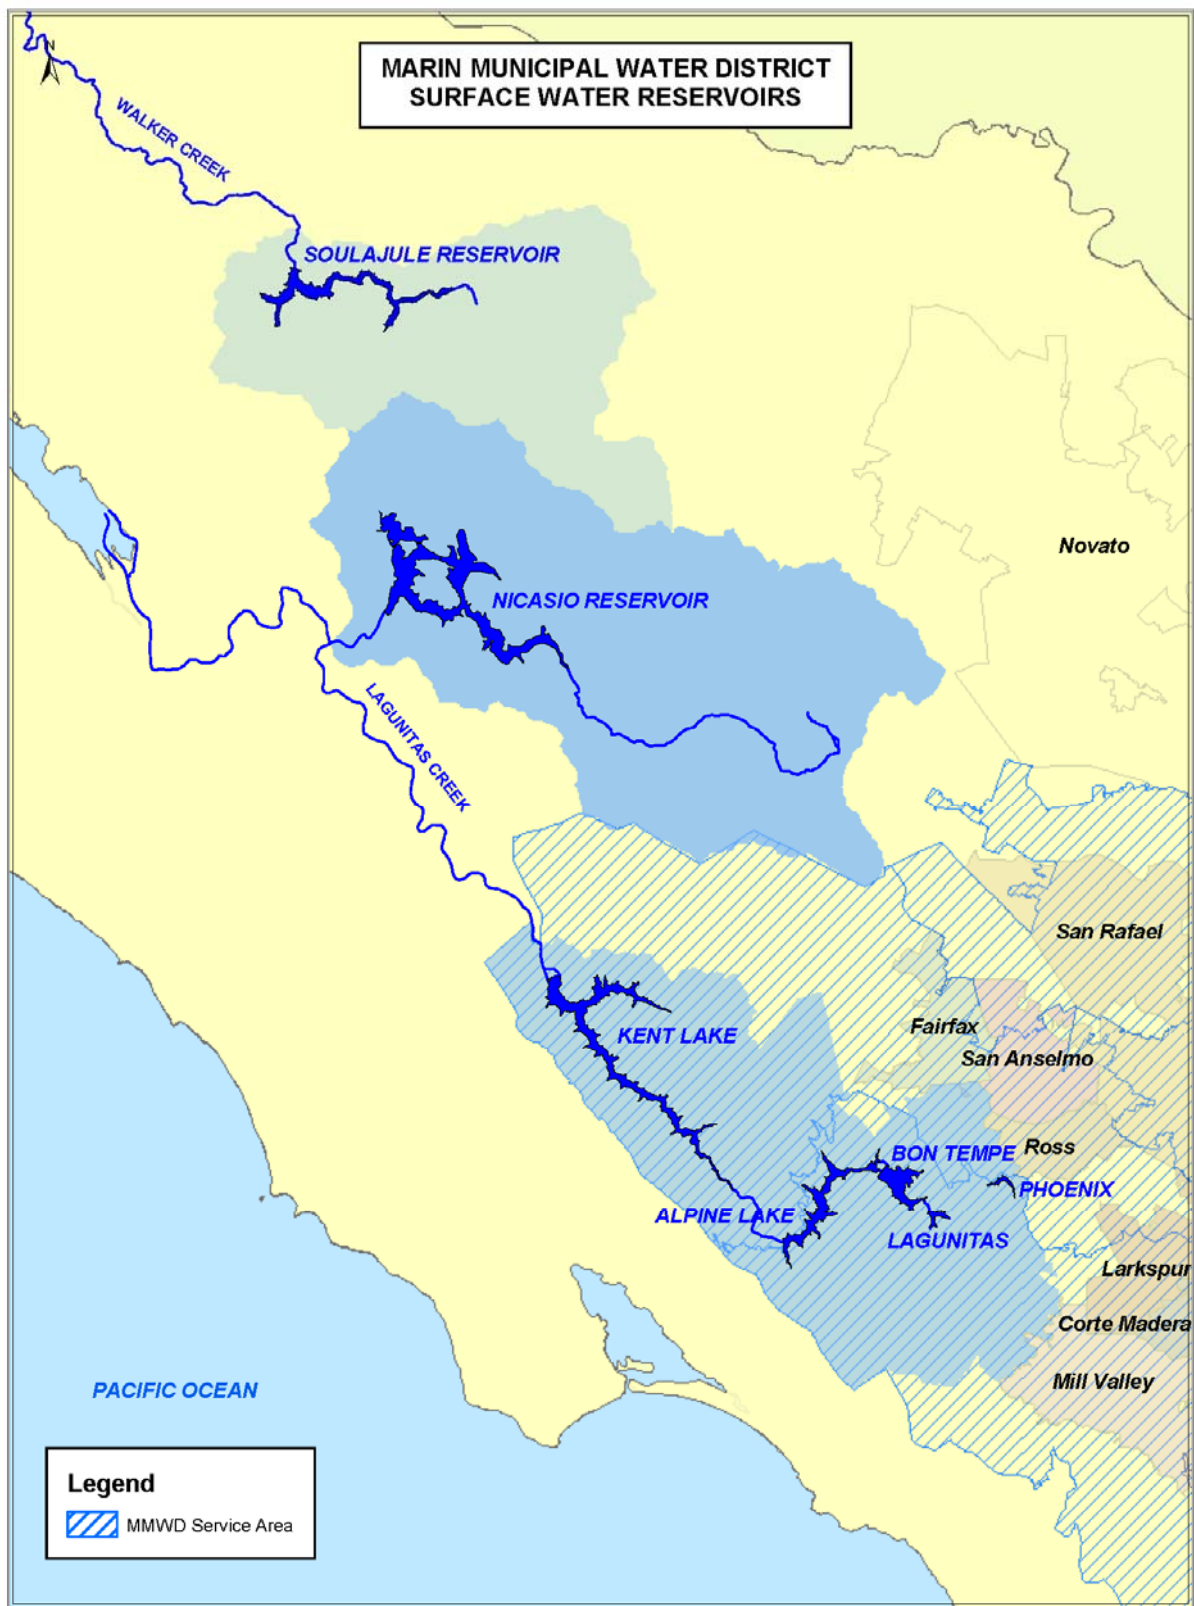 MARIN MUNICIPAL WATER DISTRICT
SURFACE WATER RESERVOIRS
N
WALKER CREEK
SOULAJULE RESERVOIR
Novato
NICASIO RESERVOIR
LAGUNITAS CREEK
San Rafael
Fairfax
KENT LAKE
San Anselmo
BON TEMPE
Ross
PHOENIX
ALPINE LAKE
LAGUNITAS
Larkspur
Corte Madera
Mill Valley
PACIFIC OCEAN
Legend
MMWD Service Area